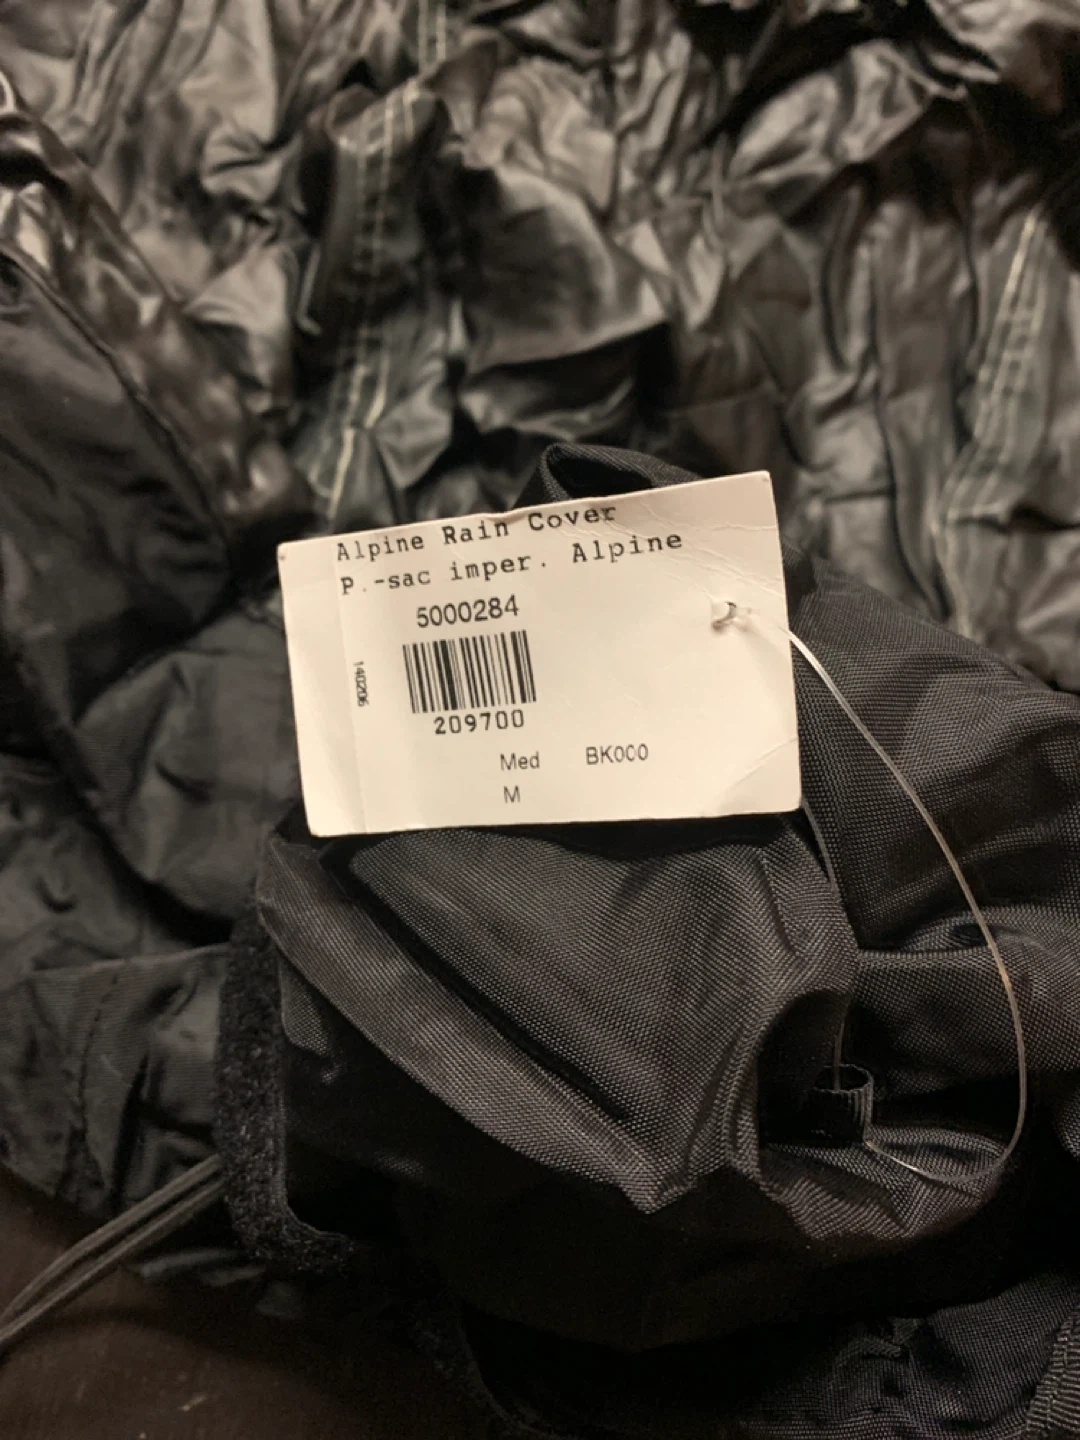 Alpine Rain Cover
P.-sac imper. Alpine
5000284
140206
209700
Med BK000
M